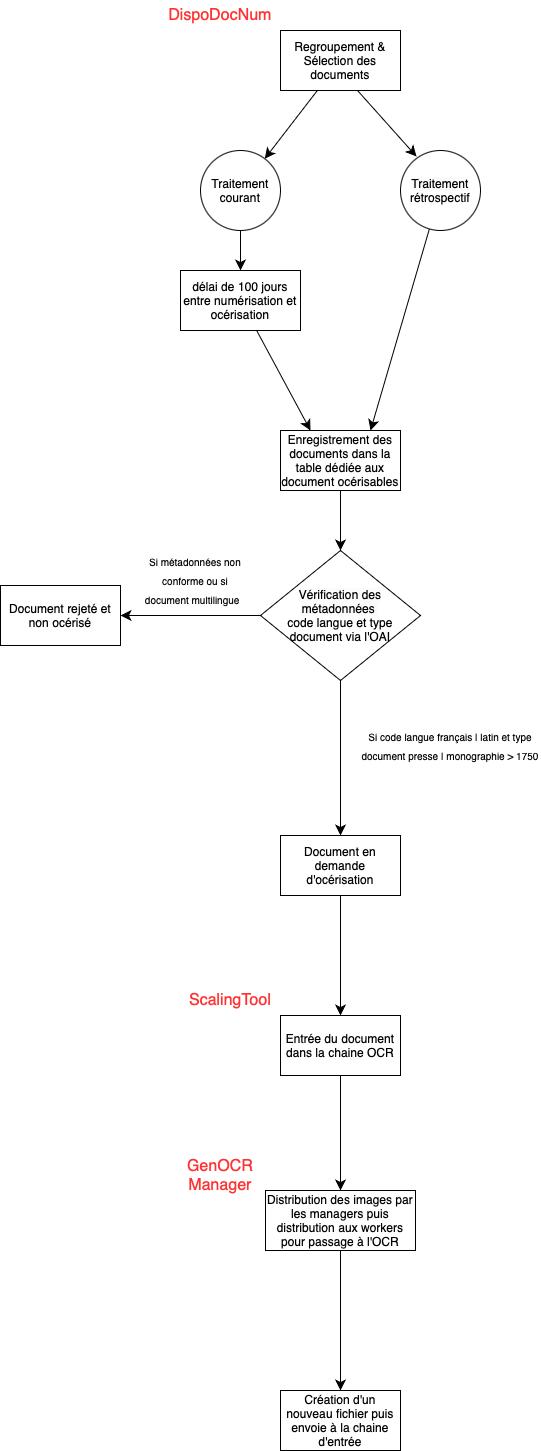 DispoDocNum
Regroupement &
Sélection des
documents
Traitement
courant
Traitement
rétrospectif
délai de 100 jours
entre numérisation et
océrisation
Enregistrement des
documents dans la
table dédiée aux
document océrisables
Si métadonnées non
conforme ou si
document multilingue
Document rejeté et
non océrisé
Vérification des
métadonnées
code langue et type
document via l'OAI
Si code langue français | latin et type
document presse | monographie > 1750
Document en
demande
d'océrisation
ScalingTool
Entrée du document
dans la chaine OCR
GenOCR
Manager
Distribution des images par
les managers puis
distribution aux workers
pour passage à l'OCR
Création d'un
nouveau fichier puis
envoie à la chaine
d'entrée